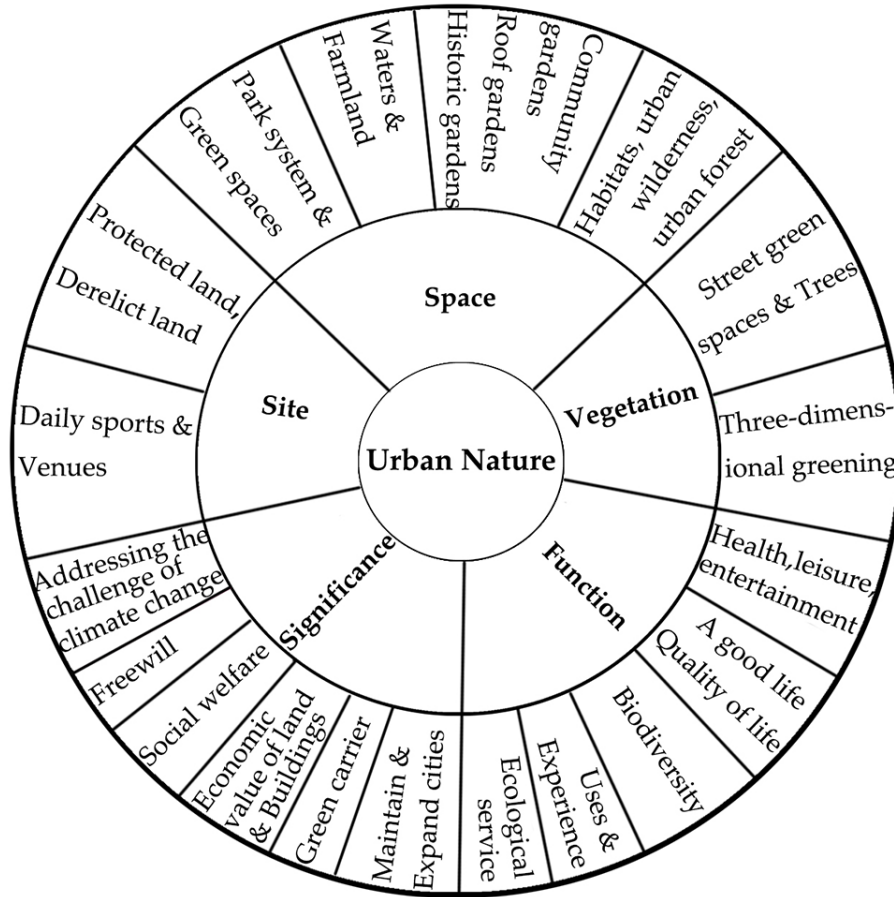 Urban Nature
Space
Vegetation
Function
Significance
Site
Park system &
Green spaces
Waters &
Farmland
Historic gardens
Roof gardens
Community
gardens
Habitats, urban
wilderness,
urban forest
Street green
spaces & Trees
Three-dimens-
ional greening
Health,leisure,
entertainment
A good life
Quality of life
Biodiversity
Uses &
Experience
Ecological
service
Maintain &
Expand cities
Green carrier
Economic
value of land
& Buildings
Social welfare
Freewill
Addressing the
challenge of
climate change
Daily sports &
Venues
Protected land,
Derelict land